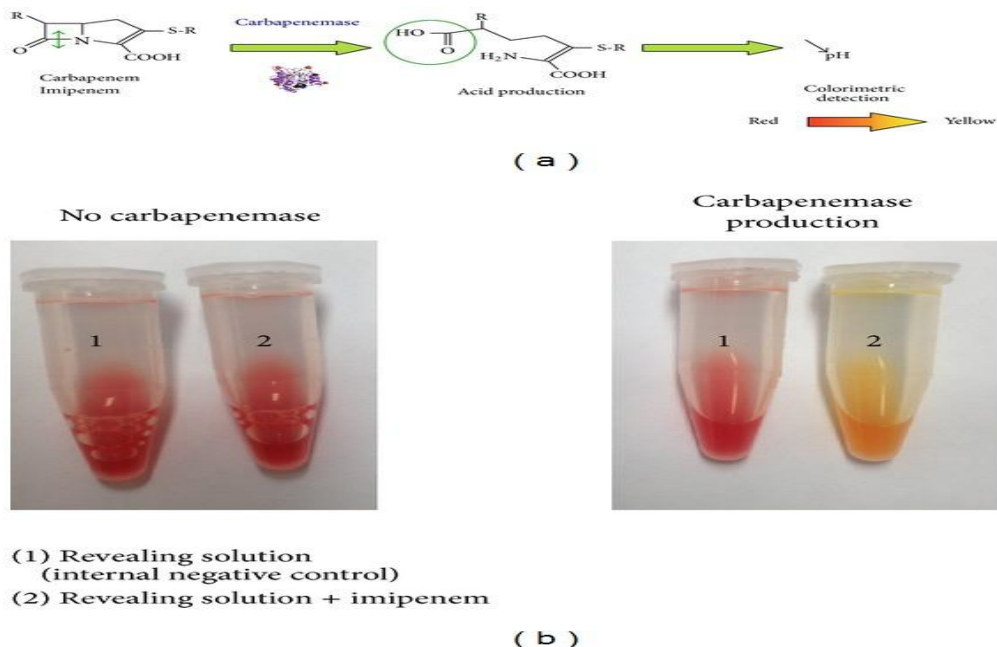 R
O
N
S-R
COOH
Carbapenem
Imipenem
Carbapenemase
R
HO
O
H₂N
S-R
COOH
Acid production
pH
Colorimetric
detection
Red
Yellow
( a )
No carbapenemase
1
2
Carbapenemase
production
1
2
(1) Revealing solution
(internal negative control)
(2) Revealing solution + imipenem
( b )